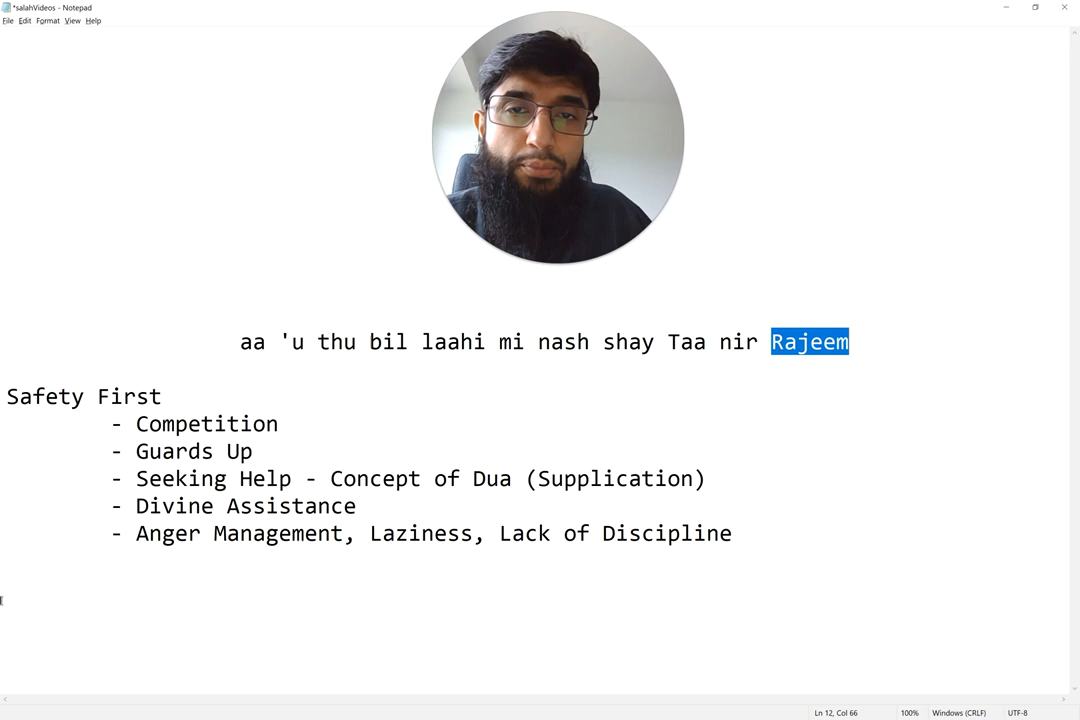 *salahVideos - Notepad
File Edit Format View Help
aa 'u thu bil laahi mi nash shay Taa nir Rajeem
Safety First
- Competition
- Guards Up
- Seeking Help - Concept of Dua (Supplication)
- Divine Assistance
- Anger Management, Laziness, Lack of Discipline
Ln 12, Col 66 100% Windows (CRLF) UTF-8